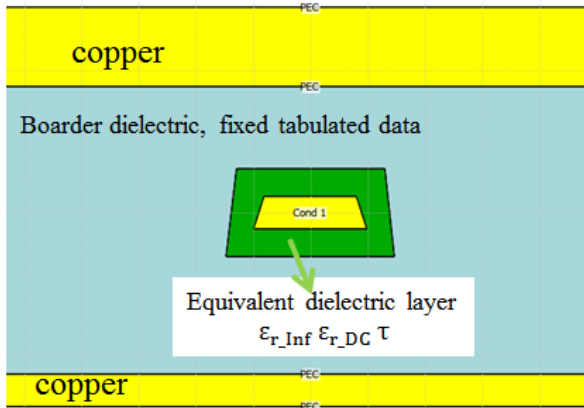 PEC
copper
PEC
Boarder dielectric, fixed tabulated data
Cond 1
Equivalent dielectric layer
εr_Inf εr_DC τ
PEC
copper
PEC